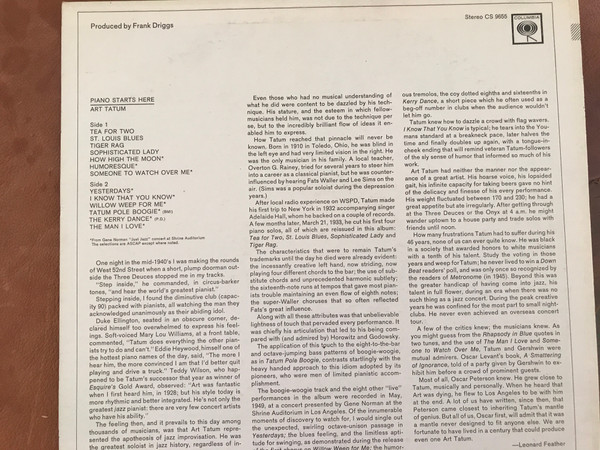 Produced by Frank Driggs
Stereo CS 9655
COLUMBIA
PIANO STARTS HERE
ART TATUM
Side 1
TEA FOR TWO
ST. LOUIS BLUES
TIGER RAG
SOPHISTICATED LADY
HOW HIGH THE MOON*
HUMORESQUE*
SOMEONE TO WATCH OVER ME*
Side 2
YESTERDAYS*
I KNOW THAT YOU KNOW*
WILLOW WEEP FOR ME*
TATUM POLE BOOGIE* (BMI)
THE KERRY DANCE* (P.D.)
THE MAN I LOVE*
*From Gene Norman "Just Jazz" concert at Shrine Auditorium
The selections are ASCAP except where noted
One night in the mid-1940's I was making the rounds
of West 52nd Street when a short, plump doorman out-
side the Three Deuces stopped me in my tracks.
"Step inside," he commanded, in circus-barker
tones, "and hear the world's greatest pianist."
Stepping inside, I found the diminutive club (capac-
ity 90) packed with pianists, all watching the man they
acknowledged unanimously as their abiding idol.
Duke Ellington, seated in an obscure corner, de-
clared himself too overwhelmed to express his feel-
ings. Soft-voiced Mary Lou Williams, at a front table,
commented, "Tatum does everything the other pian-
ists try to do and can't." Eddie Heywood, himself one of
the hottest piano names of the day, said, "The more I
hear him, the more convinced I am that I'd better quit
playing and drive a truck." Teddy Wilson, who hap-
pened to be Tatum's successor that year as winner of
Esquire's Gold Award, observed: "Art was fantastic
when I first heard him, in 1928; but his style today is
more rhythmic and better integrated. He's not only the
greatest jazz pianist: there are very few concert artists
who have his ability."
The feeling then, and it prevails to this day among
thousands of musicians, was that Art Tatum repre-
sented the apotheosis of jazz improvisation. He was
the greatest soloist in jazz history, regardless of in-
Even those who had no musical understanding of
what he did were content to be dazzled by his tech-
nique. His stature, and the esteem in which fellow-
musicians held him, was not due to the technique per
se, but to the incredibly brilliant flow of ideas it en-
abled him to express.
How Tatum reached that pinnacle will never be
known. Born in 1910 in Toledo, Ohio, he was blind in
the left eye and had very limited vision in the right. He
was the only musician in his family. A local teacher,
Overton G. Rainey, tried for several years to steer him
into a career as a classical pianist, but he was counter-
influenced by hearing Fats Waller and Lee Sims on the
air. (Sims was a popular soloist during the depression
years.)
After local radio experience on WSPD, Tatum made
his first trip to New York in 1932 accompanying singer
Adelaide Hall, whom he backed on a couple of records.
A few months later, March 21, 1933, he cut his first four
piano solos, all of which are reissued in this album:
Tea for Two, St. Louis Blues, Sophisticated Lady and
Tiger Rag.
The characteristics that were to remain Tatum's
trademarks until the day he died were already evident:
the incessantly creative left hand, now striding, now
playing four different chords to the bar; the use of sub-
stitute chords and unprecedented harmonic subtlety;
the sixteenth-note runs at tempos that gave most pian-
ists trouble maintaining an even flow of eighth notes;
the super-Waller choruses that so often reflected
Fats's great influence.
Along with all these attributes was that unbelievable
lightness of touch that pervaded every performance. It
was chiefly his articulation that led to his being com-
pared with (and admired by) Horowitz and Godowsky.
The application of this touch to the eight-to-the-bar
and octave-jumping bass patterns of boogie-woogie,
as in Tatum Pole Boogie, contrasts startlingly with the
heavy handed approach to this idiom adopted by its
pioneers, who were men of limited pianistic accom-
plishment.
The boogie-woogie track and the eight other "live"
performances in the album were recorded in May,
1949, at a concert presented by Gene Norman at the
Shrine Auditorium in Los Angeles. Of the innumerable
moments of discovery to watch for, I would single out
the unexpected, swirling octave-unison passage in
Yesterday; the blues feeling, and the limitless apti-
tude for swinging, as demonstrated during the release
ous tremolos, the coy dotted eighths and sixteenths in
Kerry Dance, a short piece which he often used as a
beg-off number in clubs when the audience wouldn't
let him go.
Tatum knew how to dazzle a crowd with flag wavers.
I Know That You Know is typical; he tears into the You-
mans standard at a breakneck pace, later halves the
time and finally doubles up again, with a tongue-in-
cheek ending that will remind veteran Tatum-followers
of the sly sense of humor that informed so much of his
work.
Art Tatum had neither the manner nor the appear-
ance of a great artist. His hoarse voice, his lopsided
gait, his infinite capacity for taking beers gave no hint
of the delicacy and finesse of his every performance.
His weight fluctuated between 170 and 230; he had a
great appetite but ate irregularly. After getting through
at the Three Deuces or the Onyx at 4 a.m. he might
wander uptown to a house party and trade solos with
friends until noon.
How many frustrations Tatum had to suffer during his
46 years, none of us can ever quite know. He was black
in a society that awarded honors to white musicians
with a tenth of his talent. Study the voting in those
years and weep for Tatum; he never lived to win a Down
Beat readers' poll, and was only once so recognized by
the readers of Metronome (in 1945). Beyond this was
the greater handicap of having come into jazz, his
talent in full flower, during an era when there was no
such thing as a jazz concert. During the peak creative
years he was confined for the most part to small night-
clubs. He never even achieved an overseas concert
tour.
A few of the critics knew; the musicians knew. As
you might guess from the Rhapsody in Blue quotes in
two tunes, and the use of The Man I Love and Some-
one to Watch Over Me, Tatum and Gershwin were
mutual admirers. Oscar Levant's book, A Smattering
of Ignorance, told of a party given by Gershwin to ex-
hibit him before a crowd of prominent guests.
Most of all, Oscar Peterson knew. He grew close to
Tatum, musically and personally. When he heard that
Art was dying, he flew to Los Angeles to be with him
at the end. A lot of us have written, since then, that
Peterson came closest to inheriting Tatum's mantle
of genius. But all of us, Oscar first, will admit that it was
a mantle never designed to fit anyone else. We are
fortunate to have lived in a century that could produce
even one Art Tatum.
—Leonard Feather